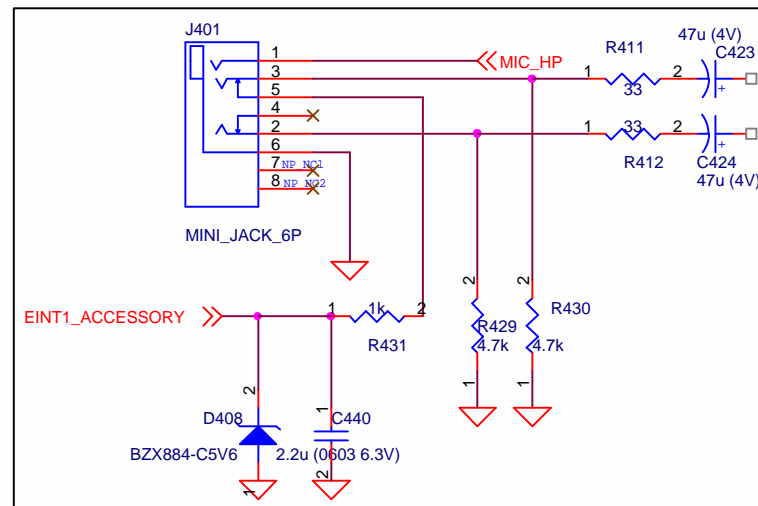 J401
47u (4V)
R411
C423
1
MIC_HP
3
1
33
2
+
5
4
2
1
33
2
+
6
R412
C424
7
NP_NC1
47u (4V)
8
NP_NC2
MINI_JACK_6P
2
2
EINT1_ACCESSORY
1
1k
2
R429
R430
R431
4.7k
4.7k
2
1
1
1
D408
C440
BZX884-C5V6
2.2u (0603 6.3V)
1
2